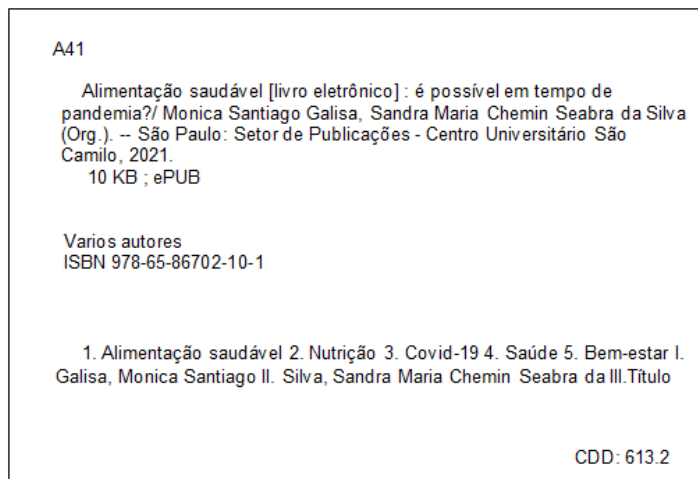 A41
Alimentação saudável [livro eletrônico] : é possível em tempo de
pandemia?/ Monica Santiago Galisa, Sandra Maria Chemin Seabra da Silva
(Org.). -- São Paulo: Setor de Publicações - Centro Universitário São
Camilo, 2021.
10 KB ; ePUB
Varios autores
ISBN 978-65-86702-10-1
1. Alimentação saudável 2. Nutrição 3. Covid-19 4. Saúde 5. Bem-estar I.
Galisa, Monica Santiago II. Silva, Sandra Maria Chemin Seabra da III.Título
CDD: 613.2